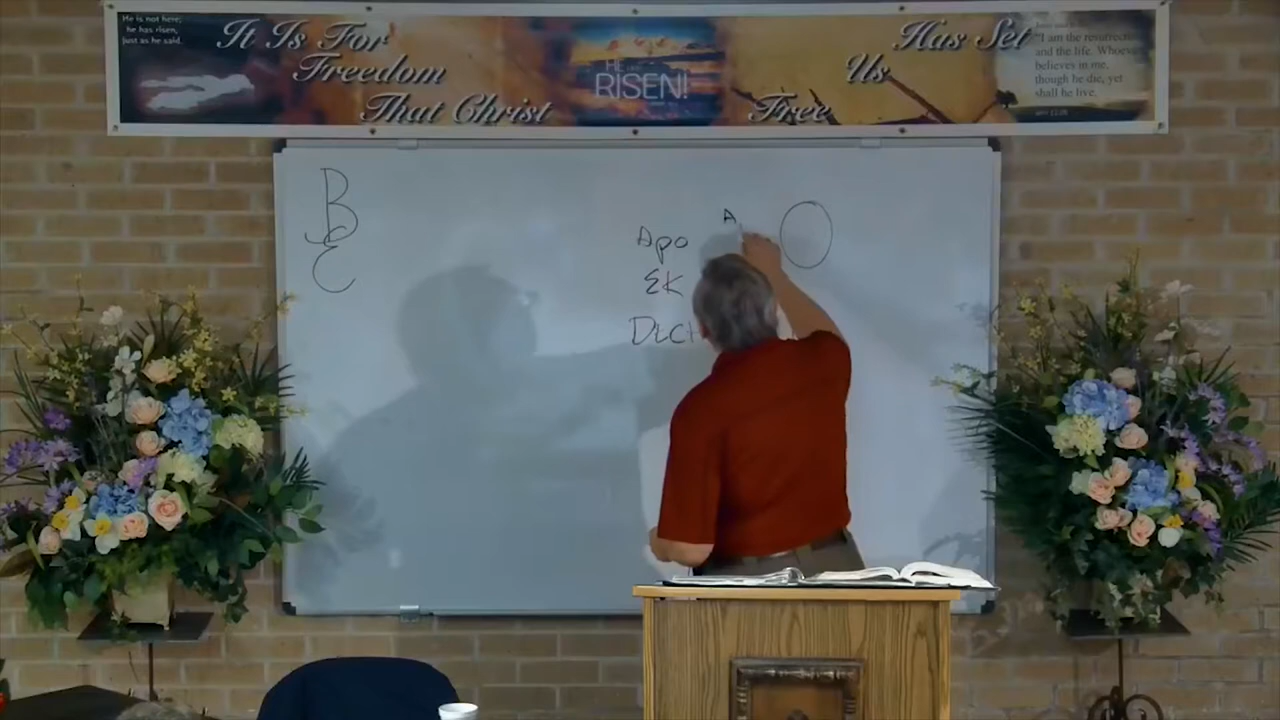 He is not here;
he has risen,
just as he said.
It Is For
Freedom
That Christ
HE
RISEN!
Has Set
Us
Free
"I am the resurrection
and the life. Whoever
believes in me,
though he die, yet
shall he live.
B
E
Apo
EK
A